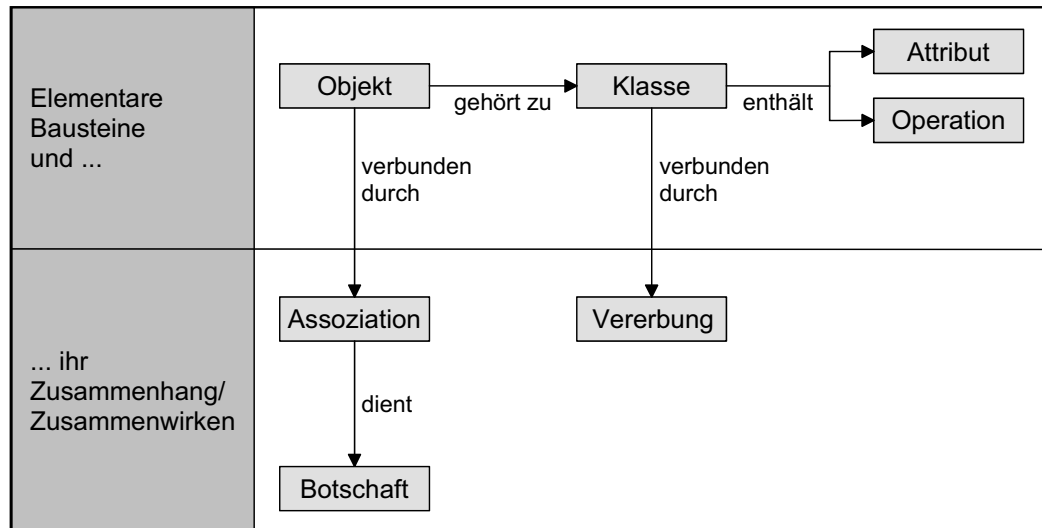 Elementare
Bausteine
und ...
Objekt
gehört zu
Klasse
enthält
Attribut
Operation
verbunden
durch
verbunden
durch
... ihr
Zusammenhang/
Zusammenwirken
Assoziation
Vererbung
dient
Botschaft